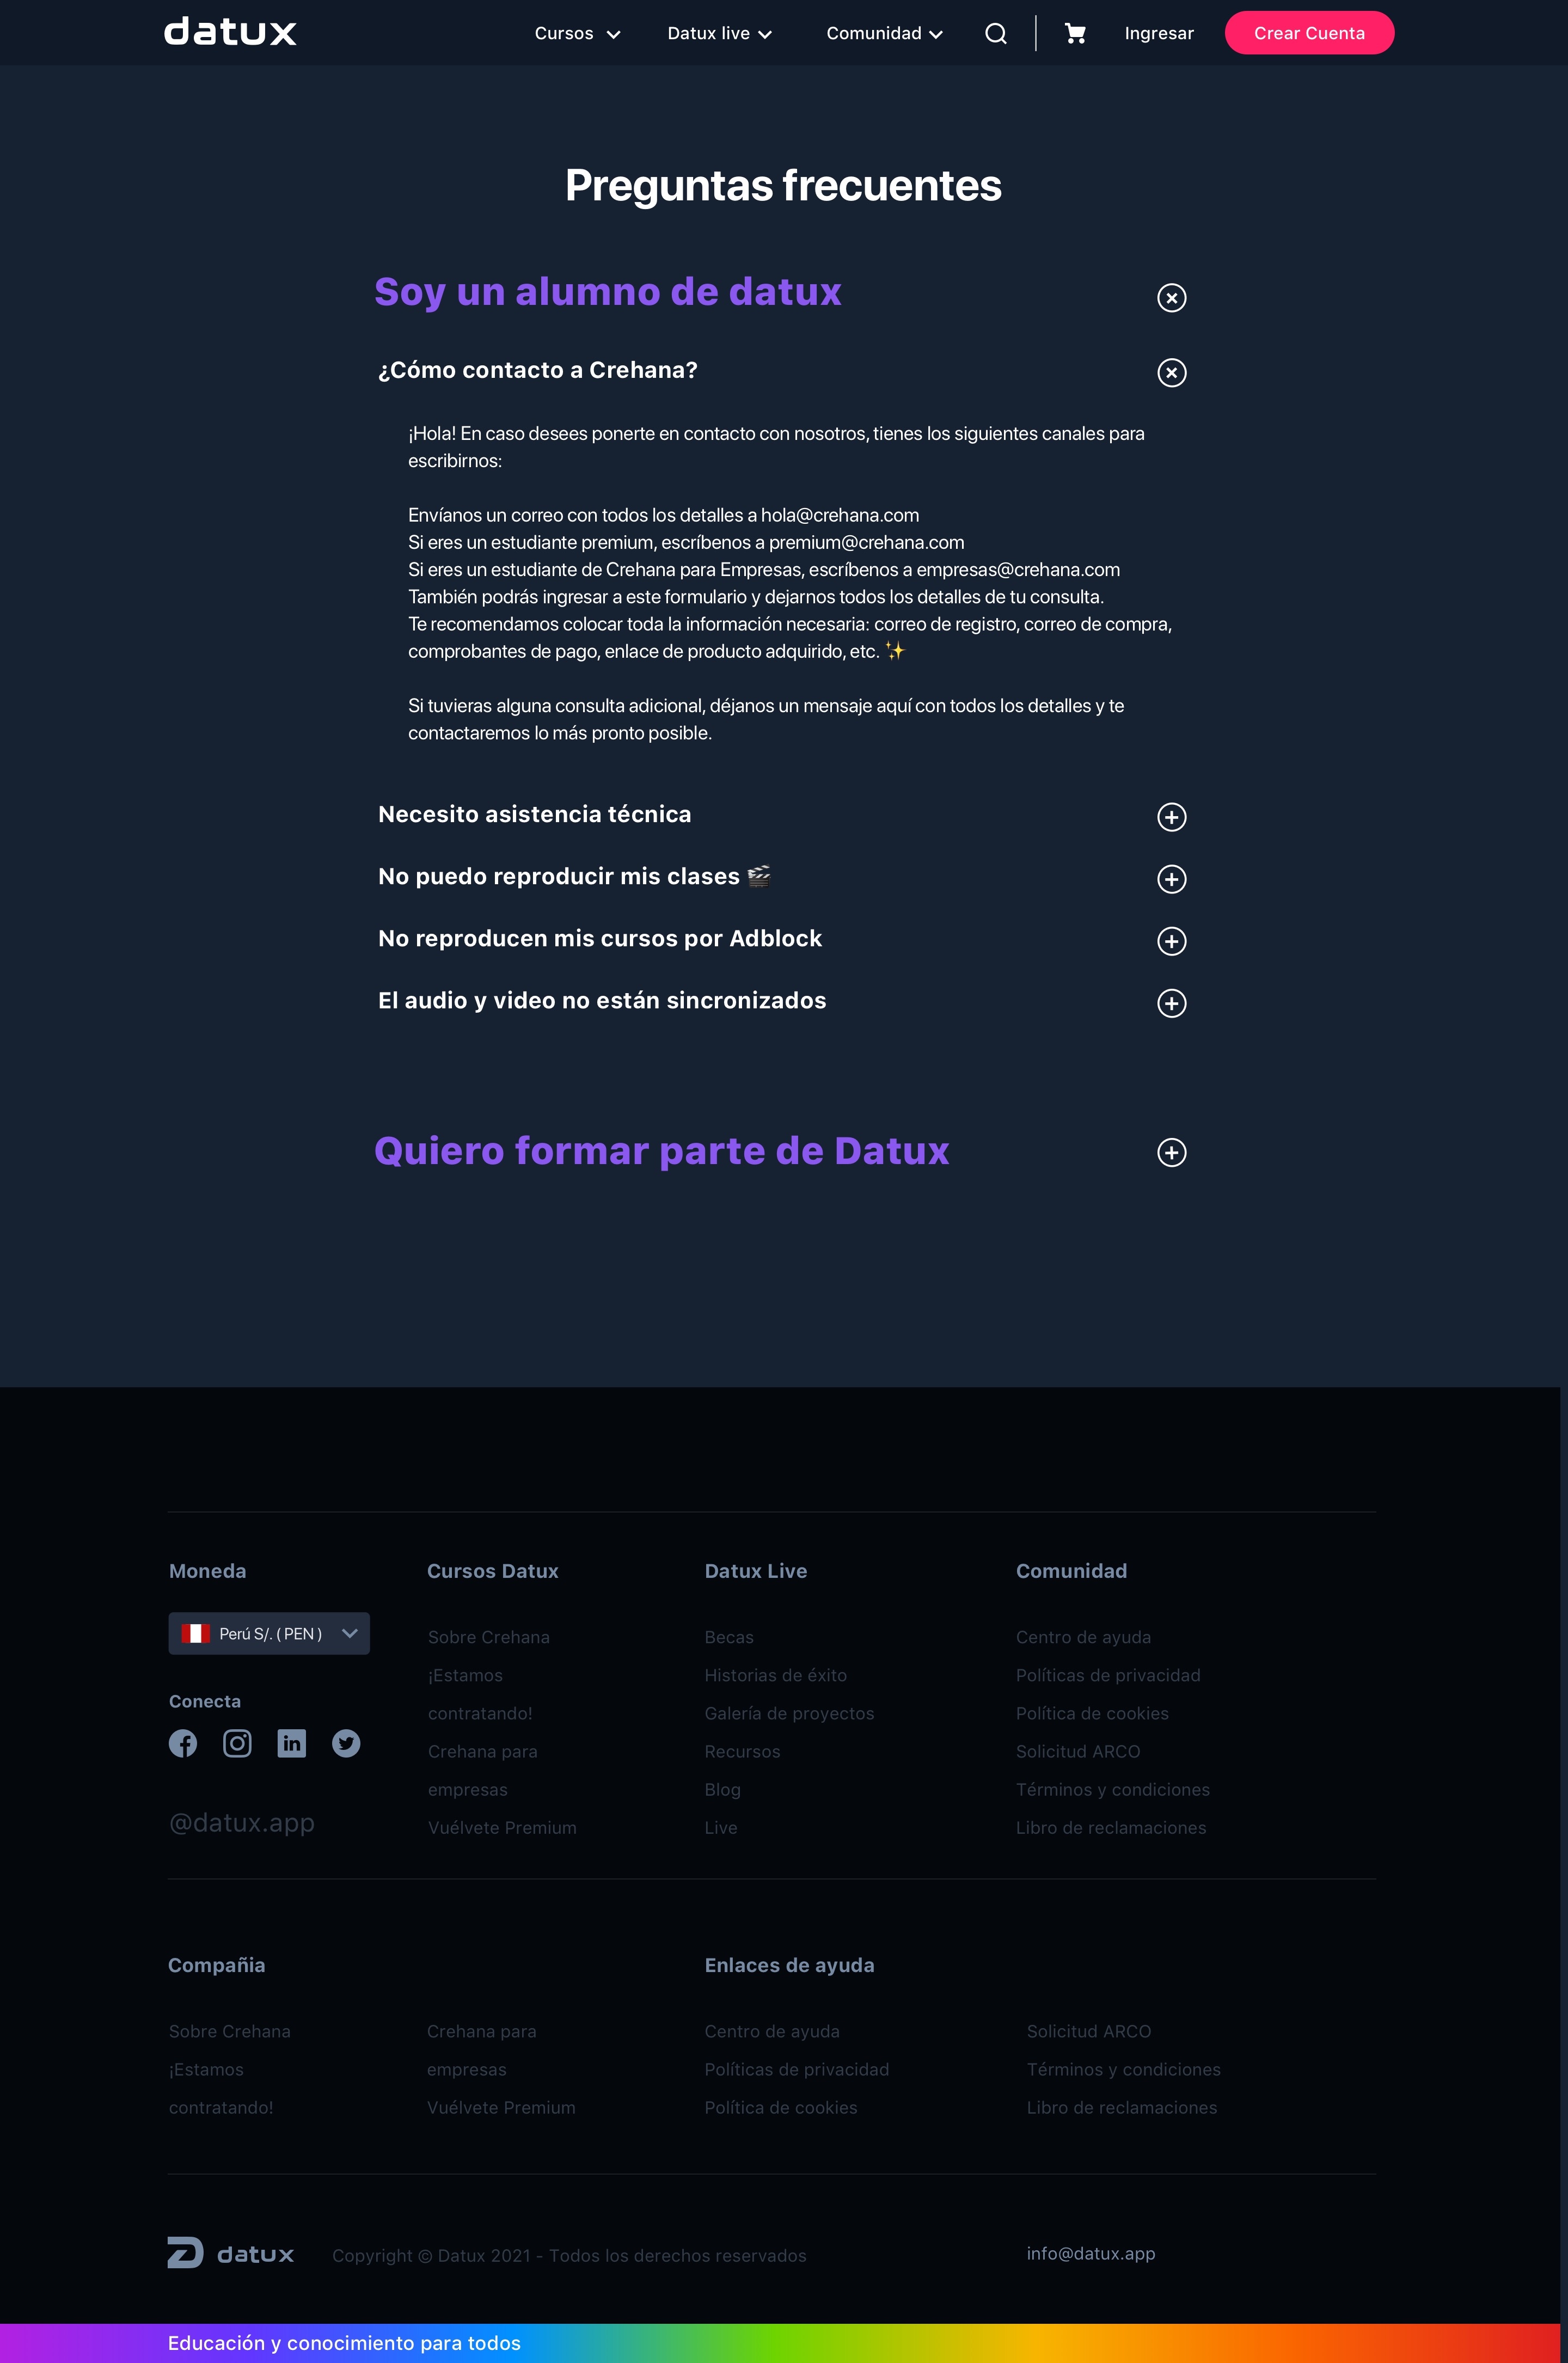 datux
Cursos
Datux live
Comunidad
Ingresar
Crear Cuenta
Preguntas frecuentes
Soy un alumno de datux
¿Cómo contacto a Crehana?
¡Hola! En caso desees ponerte en contacto con nosotros, tienes los siguientes canales para
escribirnos:
Envíanos un correo con todos los detalles a hola@crehana.com
Si eres un estudiante premium, escríbenos a premium@crehana.com
Si eres un estudiante de Crehana para Empresas, escríbenos a empresas@crehana.com
También podrás ingresar a este formulario y dejarnos todos los detalles de tu consulta.
Te recomendamos colocar toda la información necesaria: correo de registro, correo de compra,
comprobantes de pago, enlace de producto adquirido, etc. ✨
Si tuvieras alguna consulta adicional, déjanos un mensaje aquí con todos los detalles y te
contactaremos lo más pronto posible.
Necesito asistencia técnica
No puedo reproducir mis clases 🎬
No reproducen mis cursos por Adblock
El audio y video no están sincronizados
Quiero formar parte de Datux
Moneda
Perú S/. ( PEN )
Conecta
@datux.app
Cursos Datux
Sobre Crehana
¡Estamos
contratando!
Crehana para
empresas
Vuélvete Premium
Datux Live
Becas
Historias de éxito
Galería de proyectos
Recursos
Blog
Live
Comunidad
Centro de ayuda
Políticas de privacidad
Política de cookies
Solicitud ARCO
Términos y condiciones
Libro de reclamaciones
Compañia
Sobre Crehana
¡Estamos
contratando!
Crehana para
empresas
Vuélvete Premium
Enlaces de ayuda
Centro de ayuda
Políticas de privacidad
Política de cookies
Solicitud ARCO
Términos y condiciones
Libro de reclamaciones
datux
Copyright © Datux 2021 - Todos los derechos reservados
info@datux.app
Educación y conocimiento para todos